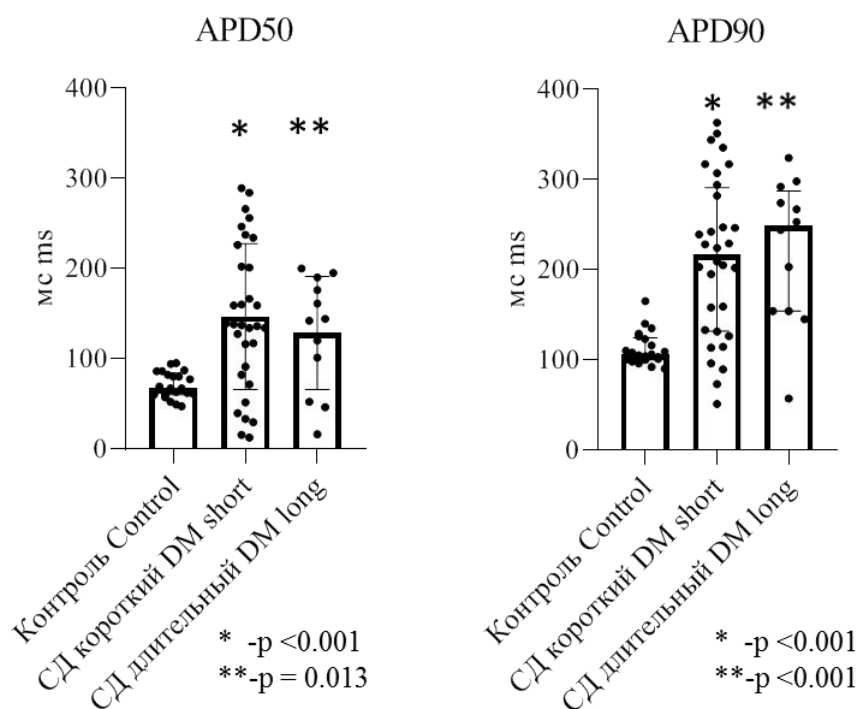 APD50
400
300
200
100
0
мс ms
*
**
Контроль Control
СД короткий DM short
СД длительный DM long
* -p <0.001
**-p = 0.013
APD90
400
300
200
100
0
мс ms
*
**
Контроль Control
СД короткий DM short
СД длительный DM long
* -p <0.001
**-p <0.001